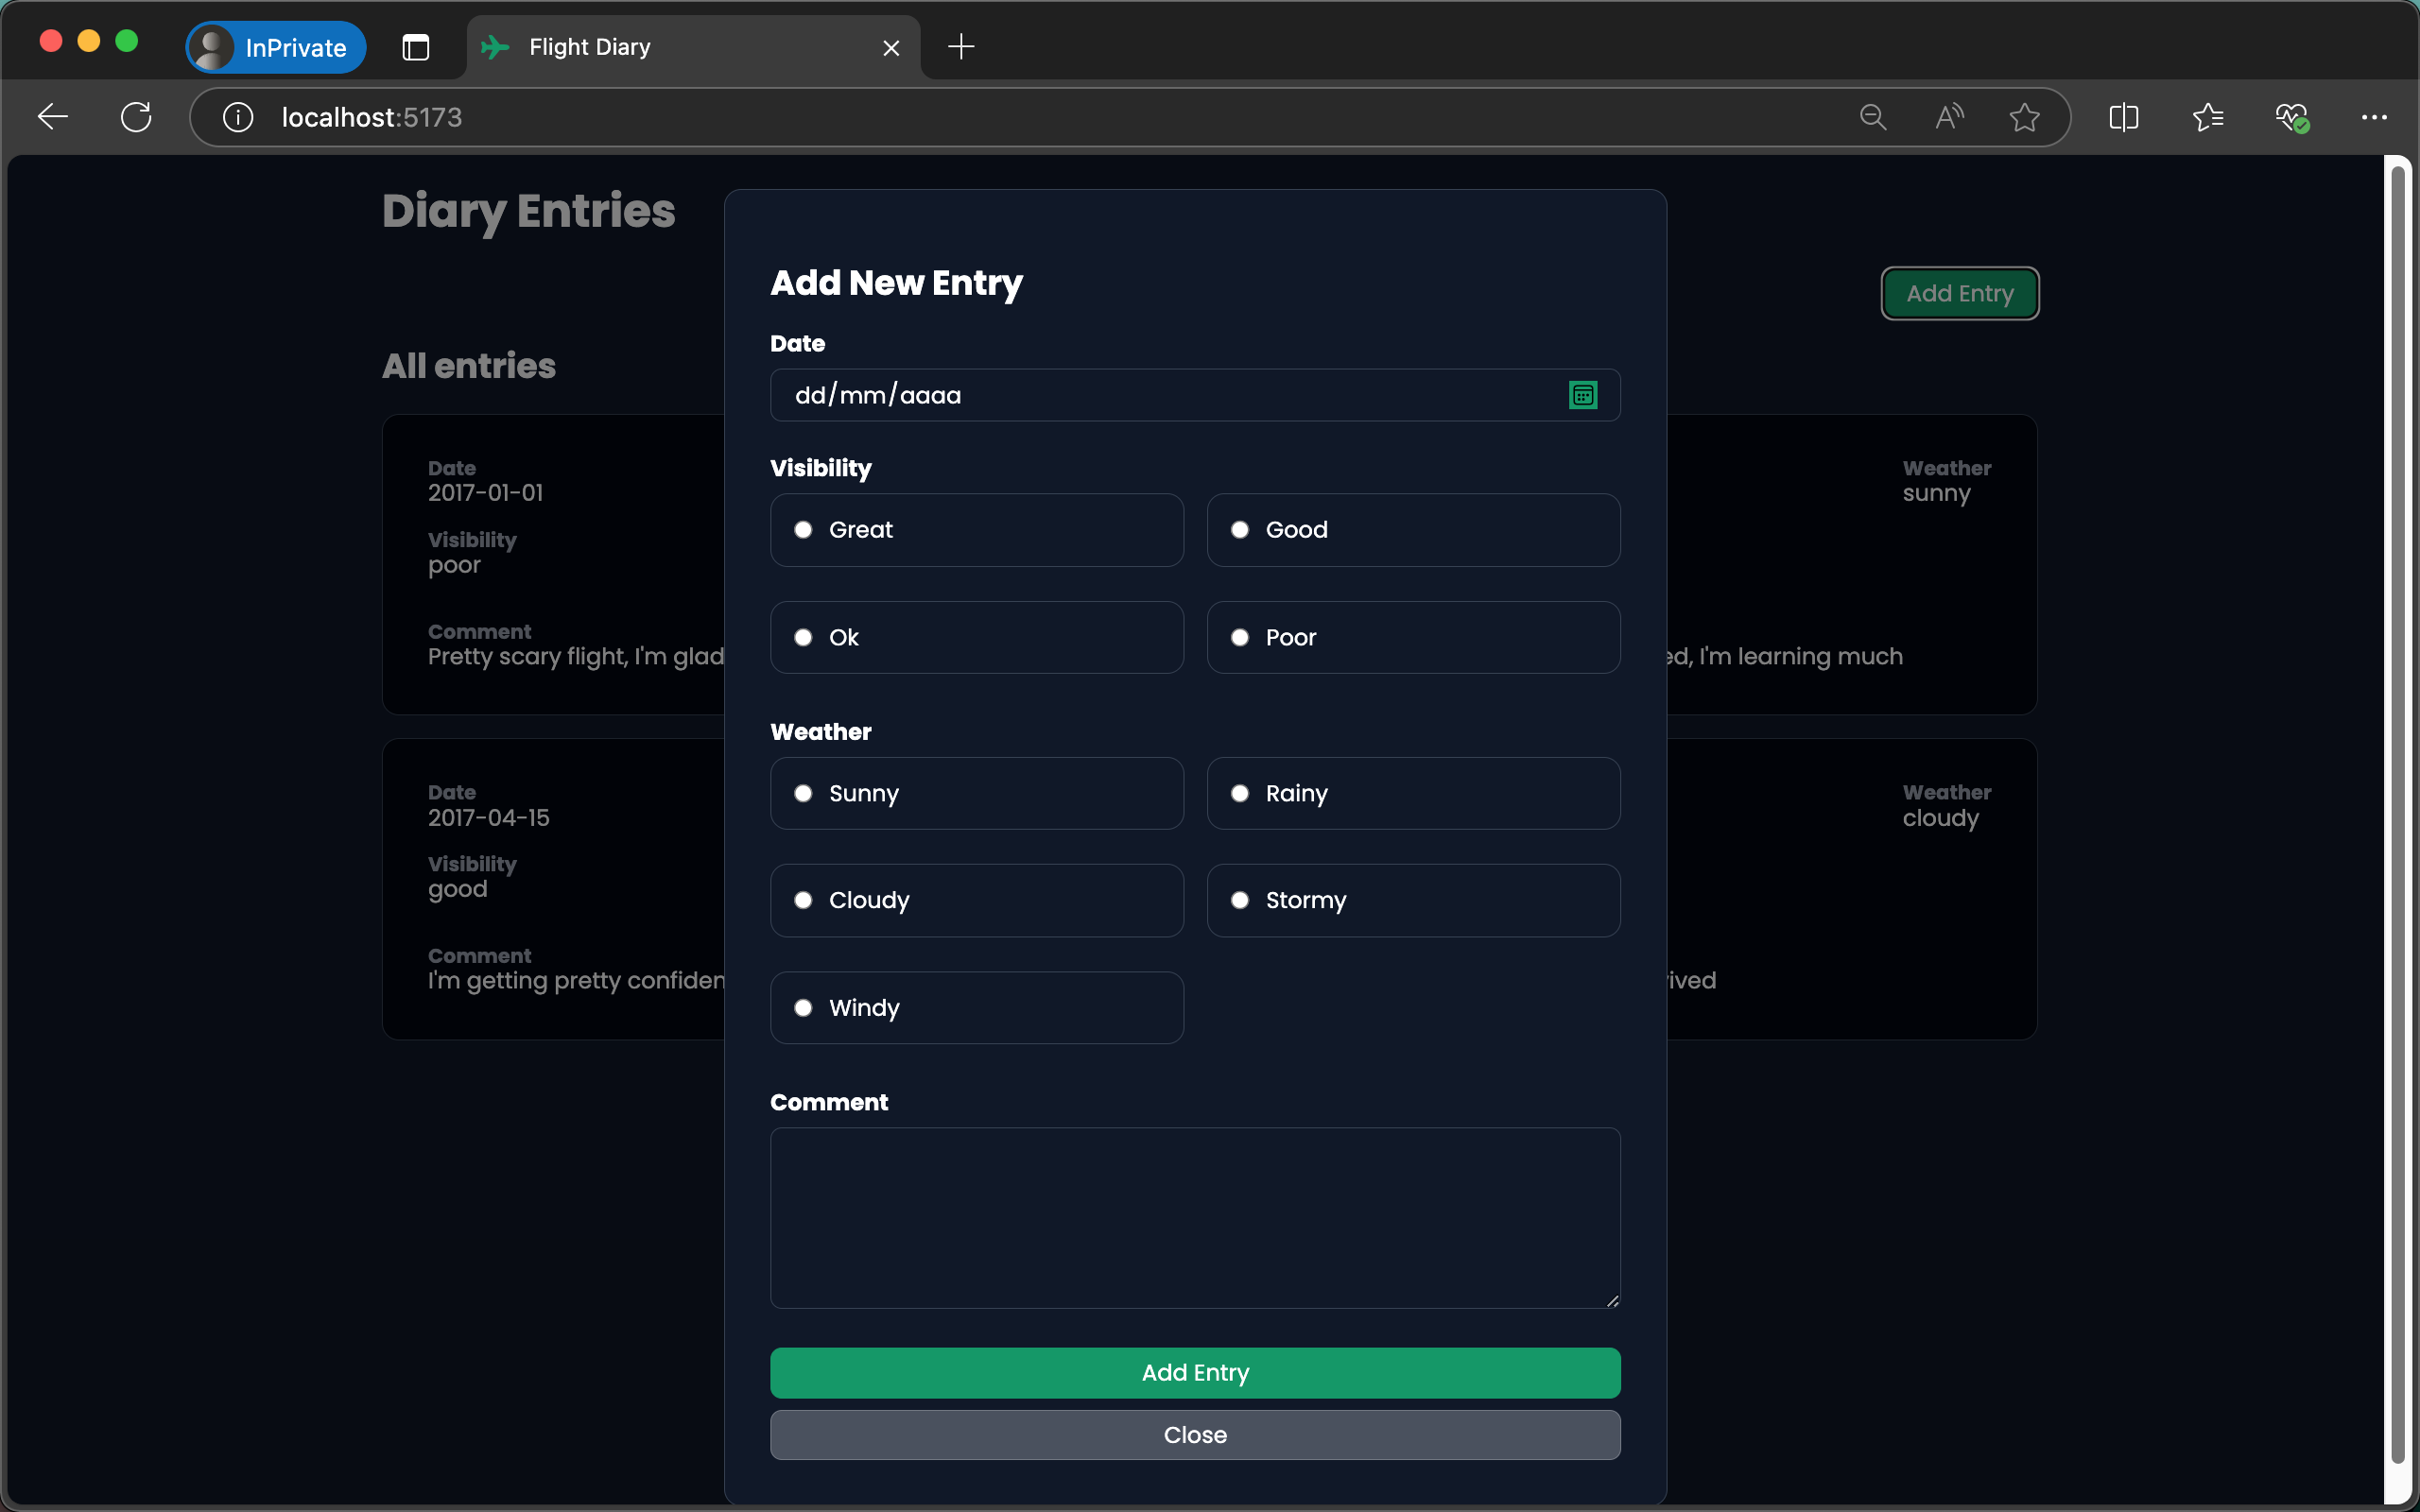 InPrivate
Flight Diary
localhost:5173
Diary Entries
Add Entry
All entries
Date
2017-01-01
Visibility
poor
Comment
Pretty scary flight, I'm glad
Weather
sunny
I'm learning much
Date
2017-04-15
Visibility
good
Comment
I'm getting pretty
Weather
cloudy
Add New Entry
Date
dd/mm/aaaa
Visibility
Great
Good
Ok
Poor
Weather
Sunny
Rainy
Cloudy
Stormy
Windy
Comment
Add Entry
Close